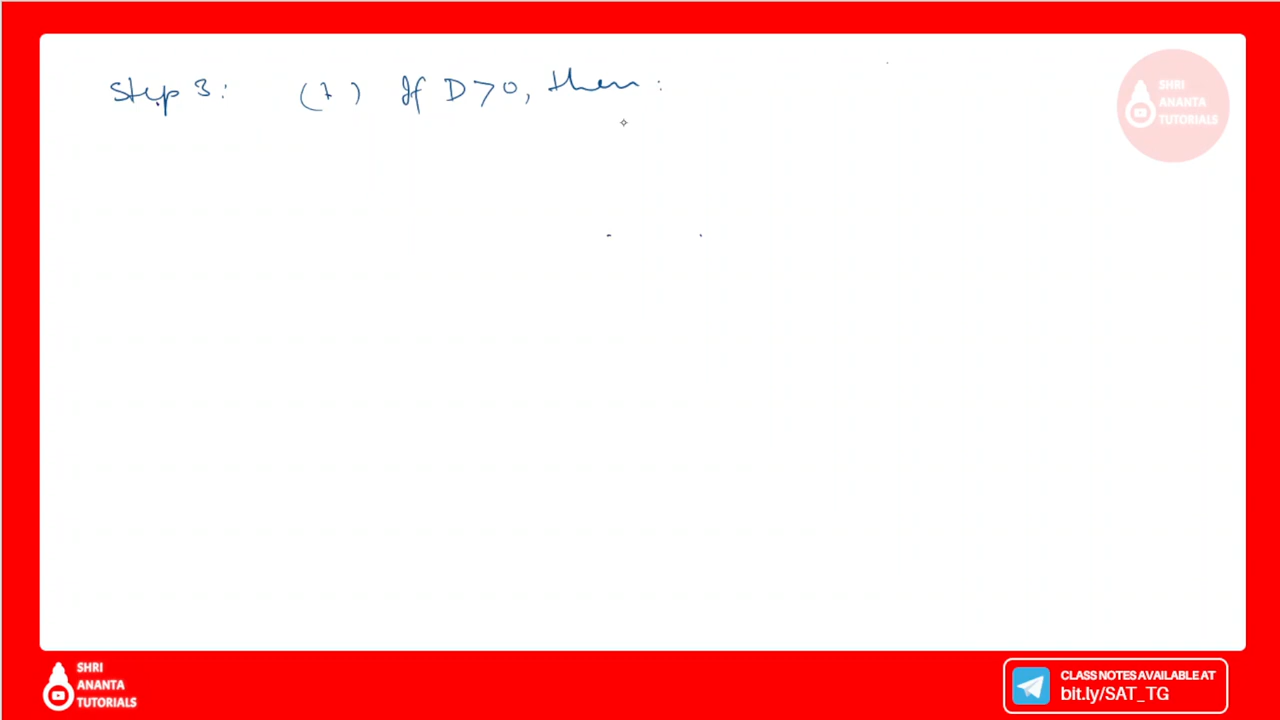 Step 3: (i) If D > 0, then :
SHRI
ANANTA
TUTORIALS
SHRI
ANANTA
TUTORIALS
CLASS NOTES AVAILABLE AT
bit.ly/SAT_TG